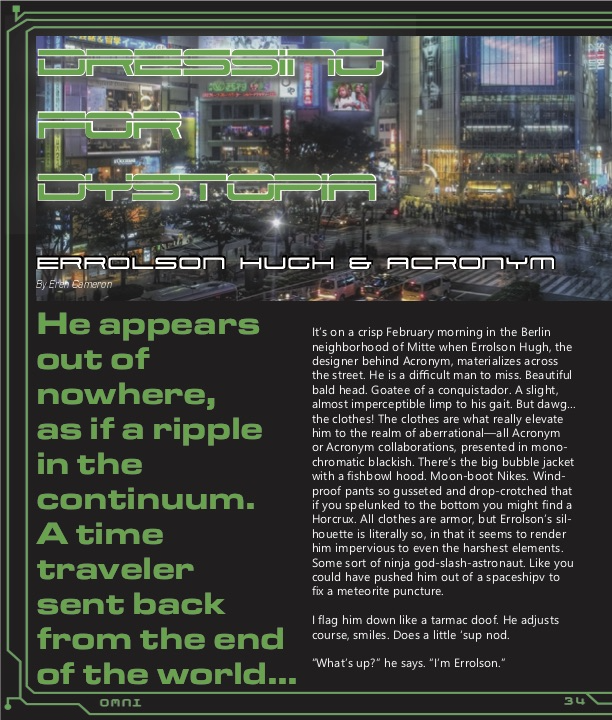 DRESSING
FOR
DYSTOPIA
ERROLSON HUGH & ACRONYM
By Eren Cameron
He appears
out of
nowhere,
as if a ripple
in the
continuum.
A time
traveler
sent back
from the end
of the world...
It's on a crisp February morning in the Berlin
neighborhood of Mitte when Errolson Hugh, the
designer behind Acronym, materializes across
the street. He is a difficult man to miss. Beautiful
bald head. Goatee of a conquistador. A slight,
almost imperceptible limp to his gait. But dawg...
the clothes! The clothes are what really elevate
him to the realm of aberrational—all Acronym
or Acronym collaborations, presented in mono-
chromatic blackish. There's the big bubble jacket
with a fishbowl hood. Moon-boot Nikes. Wind-
proof pants so gusseted and drop-crotched that
if you spelunked to the bottom you might find a
Horcrux. All clothes are armor, but Errolson's sil-
houette is literally so, in that it seems to render
him impervious to even the harshest elements.
Some sort of ninja god-slash-astronaut. Like you
could have pushed him out of a spaceshipv to
fix a meteorite puncture.
I flag him down like a tarmac doof. He adjusts
course, smiles. Does a little 'sup nod.
"What's up?" he says. "I'm Errolson."
OMNI
34